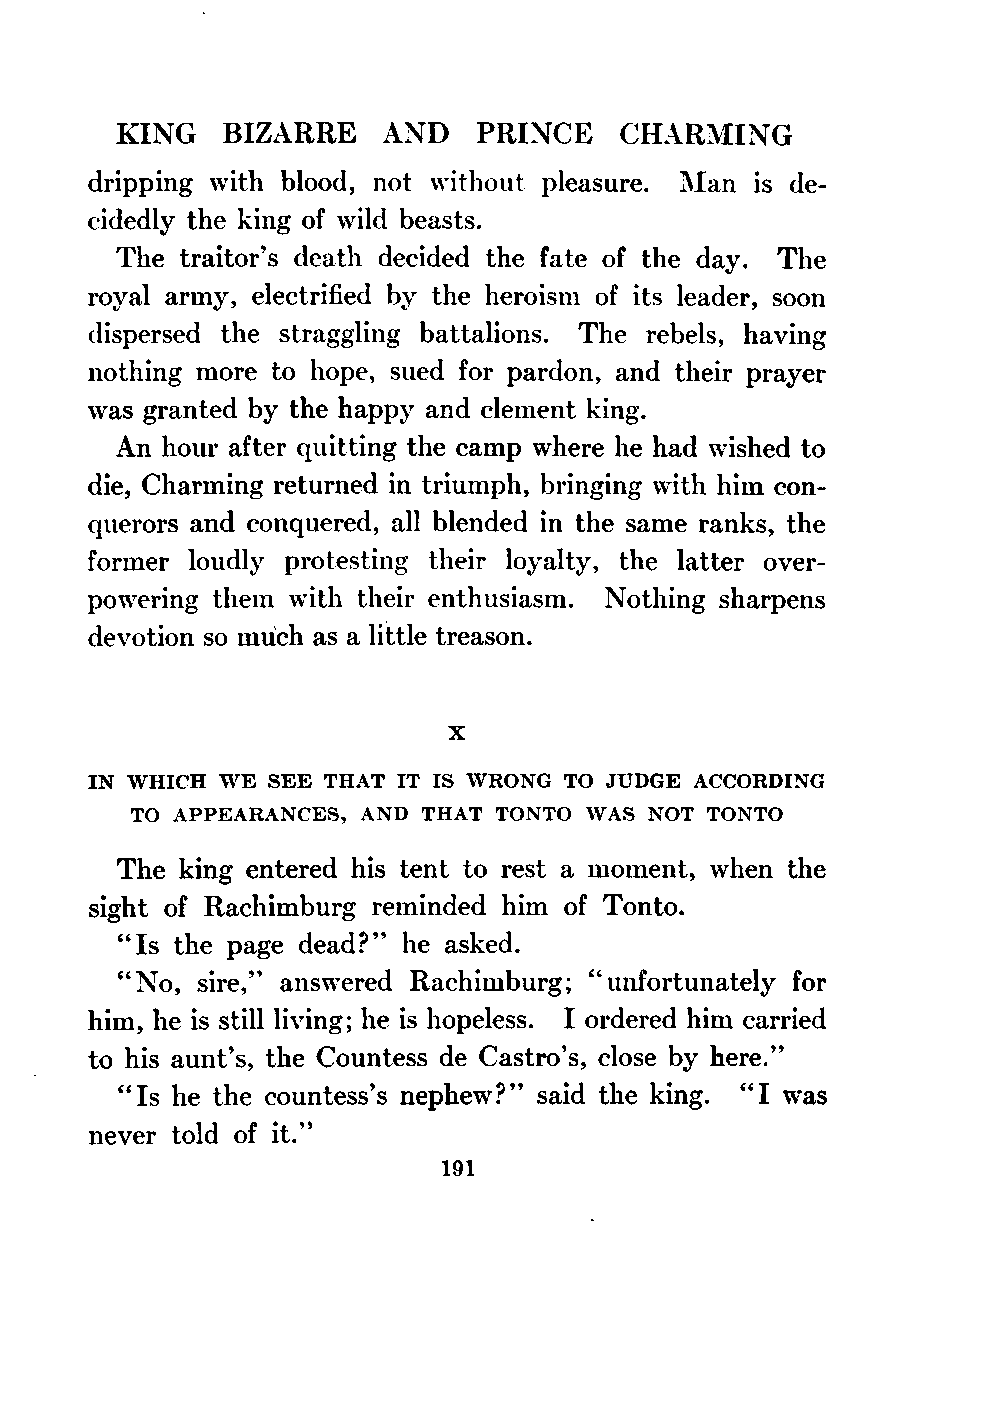 KING BIZARRE AND PRINCE CHARMING
dripping with blood, not without pleasure. Man is de-
cidedly the king of wild beasts.
The traitor's death decided the fate of the day. The
royal army, electrified by the heroism of its leader, soon
dispersed the straggling battalions. The rebels, having
nothing more to hope, sued for pardon, and their prayer
was granted by the happy and clement king.
An hour after quitting the camp where he had wished to
die, Charming returned in triumph, bringing with him con-
querors and conquered, all blended in the same ranks, the
former loudly protesting their loyalty, the latter over-
powering them with their enthusiasm. Nothing sharpens
devotion so much as a little treason.
X
IN WHICH WE SEE THAT IT IS WRONG TO JUDGE ACCORDING
TO APPEARANCES, AND THAT TONTO WAS NOT TONTO
The king entered his tent to rest a moment, when the
sight of Rachimburg reminded him of Tonto.
"Is the page dead?" he asked.
"No, sire," answered Rachimburg; "unfortunately for
him, he is still living; he is hopeless. I ordered him carried
to his aunt's, the Countess de Castro's, close by here."
"Is he the countess's nephew?" said the king. "I was
never told of it."
191